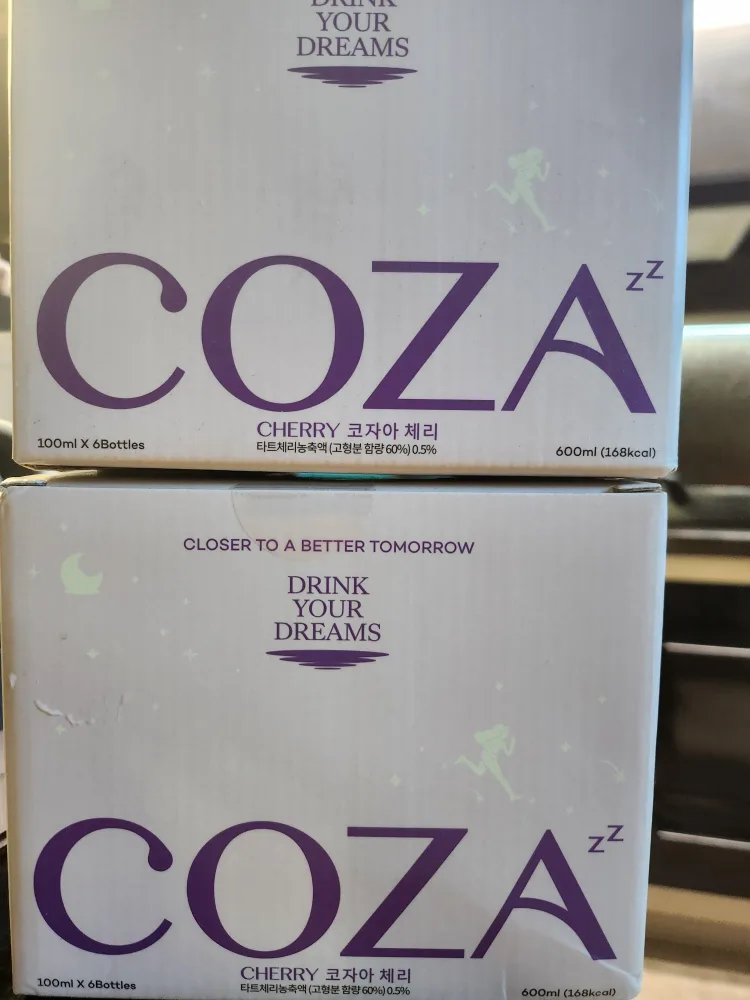 DRINK
YOUR
DREAMS
COZA zz
CHERRY 코자아 체리
100ml X 6Bottles
타트체리농축액 (고형분 함량 60%) 0.5%
600ml (168kcal)
CLOSER TO A BETTER TOMORROW
DRINK
YOUR
DREAMS
COZA zz
CHERRY 코자아 체리
100ml X 6Bottles
타트체리농축액 (고형분 함량 60%) 0.5%
600ml (168kcal)